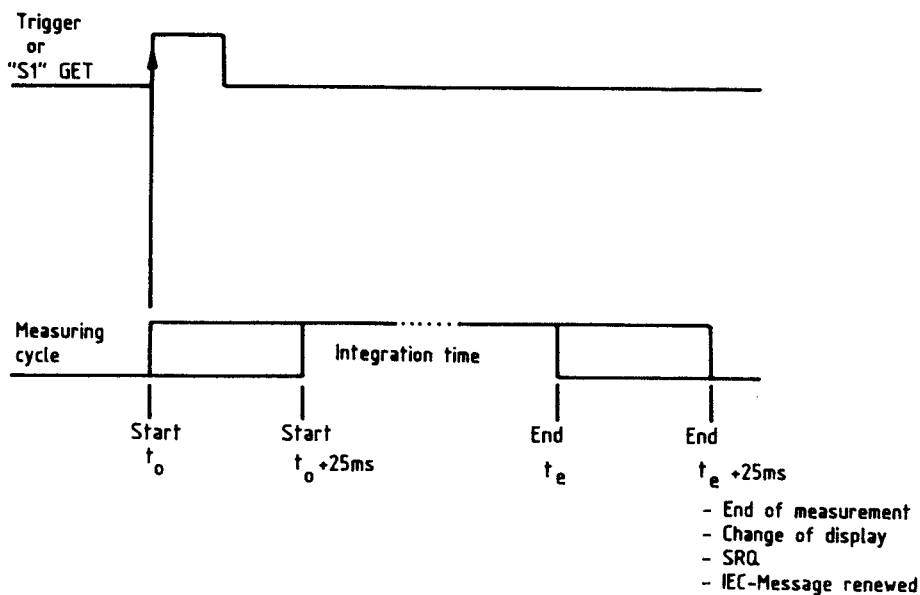 Trigger
or
"S1" GET
Measuring
cycle
Integration time
Start
t₀
Start
t₀ +25ms
End
tₑ
End
tₑ +25ms
- End of measurement
- Change of display
- SRQ
- IEC-Message renewed